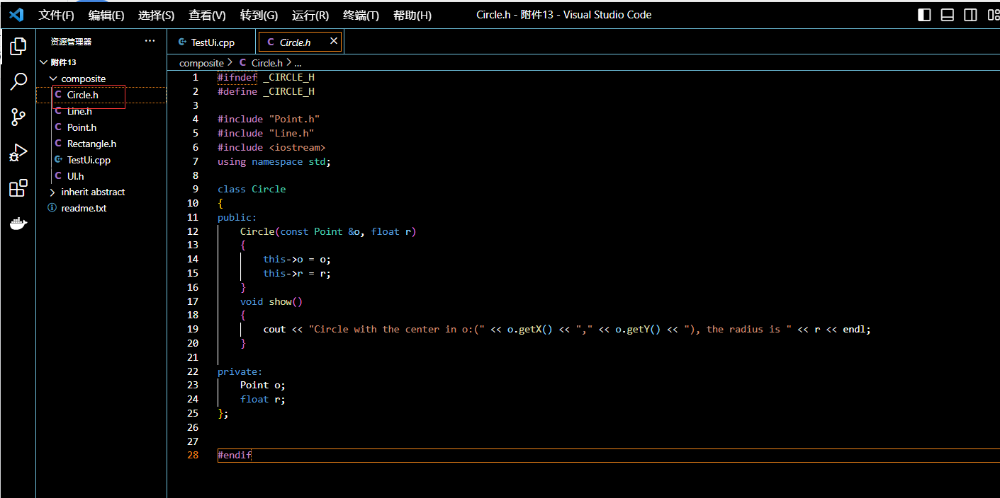 文件(F) 编辑(E) 选择(S) 查看(V) 转到(G) 运行(R) 终端(T) 帮助(H) Circle.h - 附件13 - Visual Studio Code
资源管理器 ···
附件13
composite
Circle.h
Line.h
Point.h
Rectangle.h
TestUi.cpp
UI.h
inherit abstract
readme.txt
TestUi.cpp
Circle.h
composite > C Circle.h > ...
1 #ifndef _CIRCLE_H
2 #define _CIRCLE_H
3
4 #include "Point.h"
5 #include "Line.h"
6 #include <iostream>
7 using namespace std;
8
9 class Circle
10 {
11 public:
12 Circle(const Point &o, float r)
13 {
14 this->o = o;
15 this->r = r;
16 }
17 void show()
18 {
19 cout << "Circle with the center in o:(" << o.getX() << "," << o.getY() << "), the radius is " << r << endl;
20 }
21
22 private:
23 Point o;
24 float r;
25 };
26
27
28 #endif